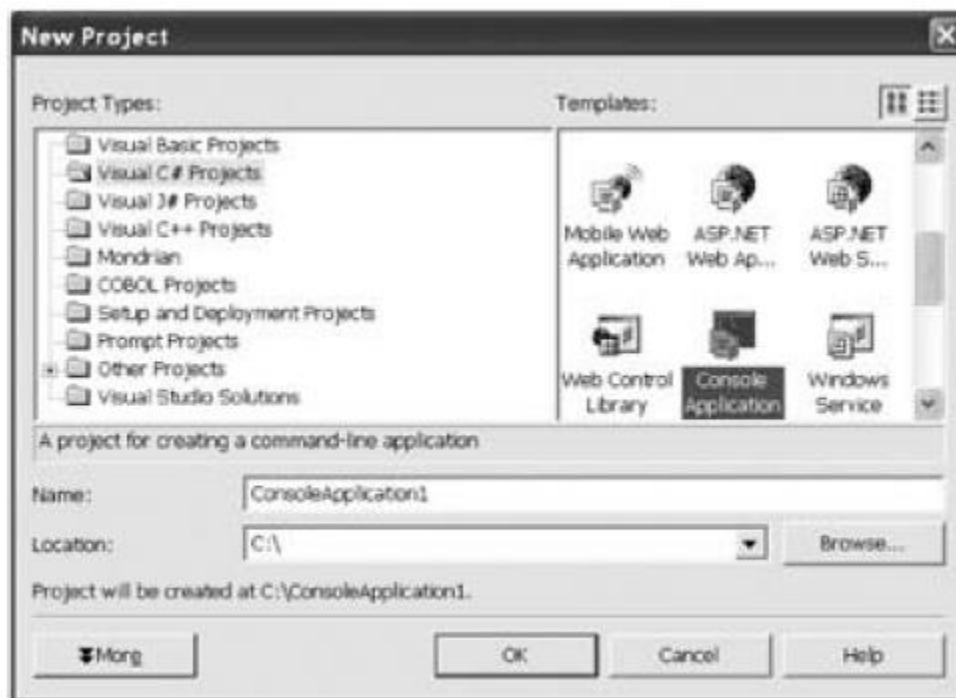 New Project
Project Types:
Templates:
Visual Basic Projects
Visual C# Projects
Visual J# Projects
Visual C++ Projects
Mondrian
COBOL Projects
Setup and Deployment Projects
Prompt Projects
Other Projects
Visual Studio Solutions
Mobile Web
Application
ASP.NET
Web Ap...
ASP.NET
Web S...
Web Control
Library
Console
Application
Windows
Service
A project for creating a command-line application
Name:
ConsoleApplication1
Location:
C:\
Browse...
Project will be created at C:\ConsoleApplication1.
More
OK
Cancel
Help